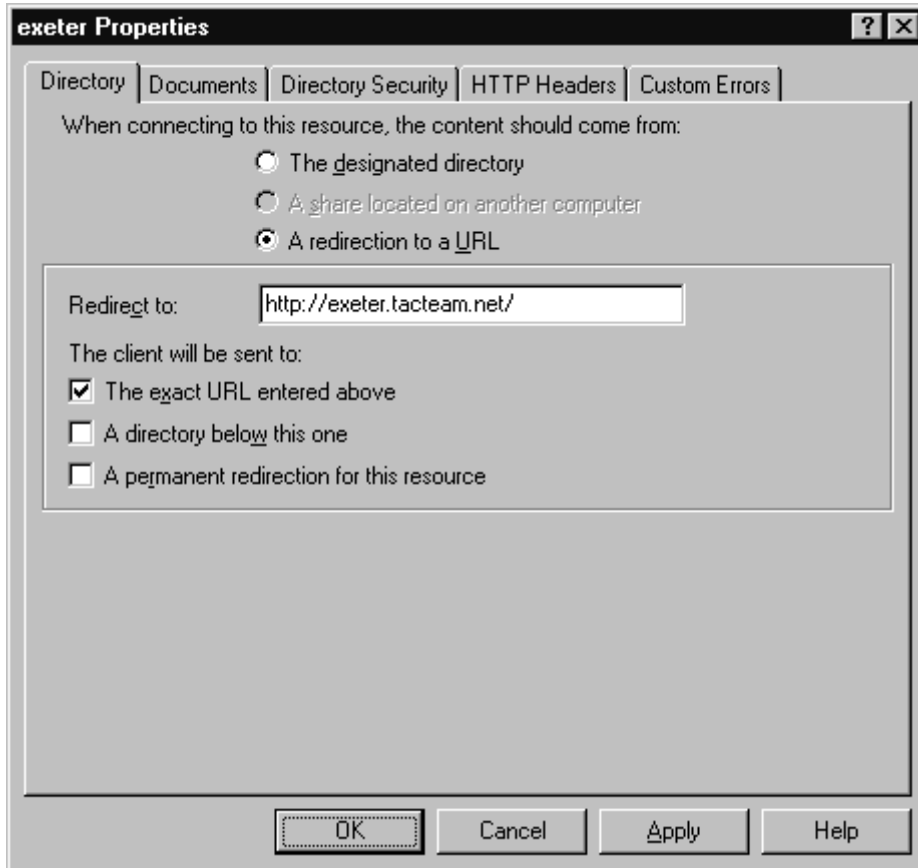 exeter Properties
Directory Documents Directory Security HTTP Headers Custom Errors
When connecting to this resource, the content should come from:
The designated directory
A share located on another computer
A redirection to a URL
Redirect to: http://exeter.tacteam.net/
The client will be sent to:
The exact URL entered above
A directory below this one
A permanent redirection for this resource
OK Cancel Apply Help